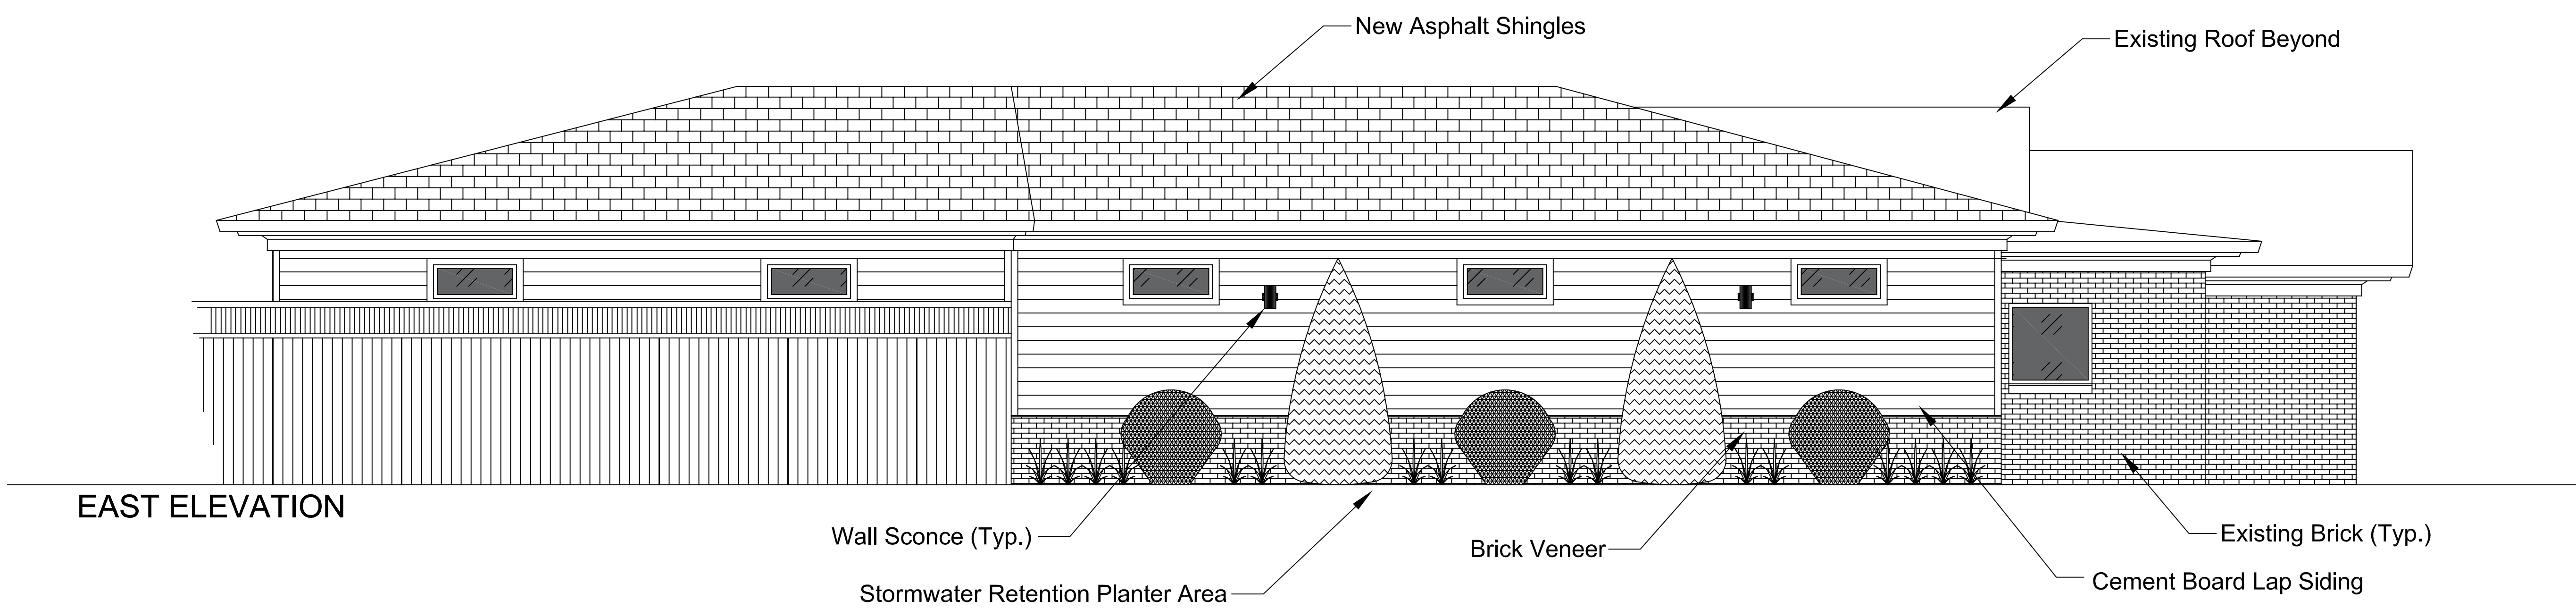 New Asphalt Shingles
Existing Roof Beyond
EAST ELEVATION
Wall Sconce (Typ.)
Brick Veneer
Existing Brick (Typ.)
Stormwater Retention Planter Area
Cement Board Lap Siding